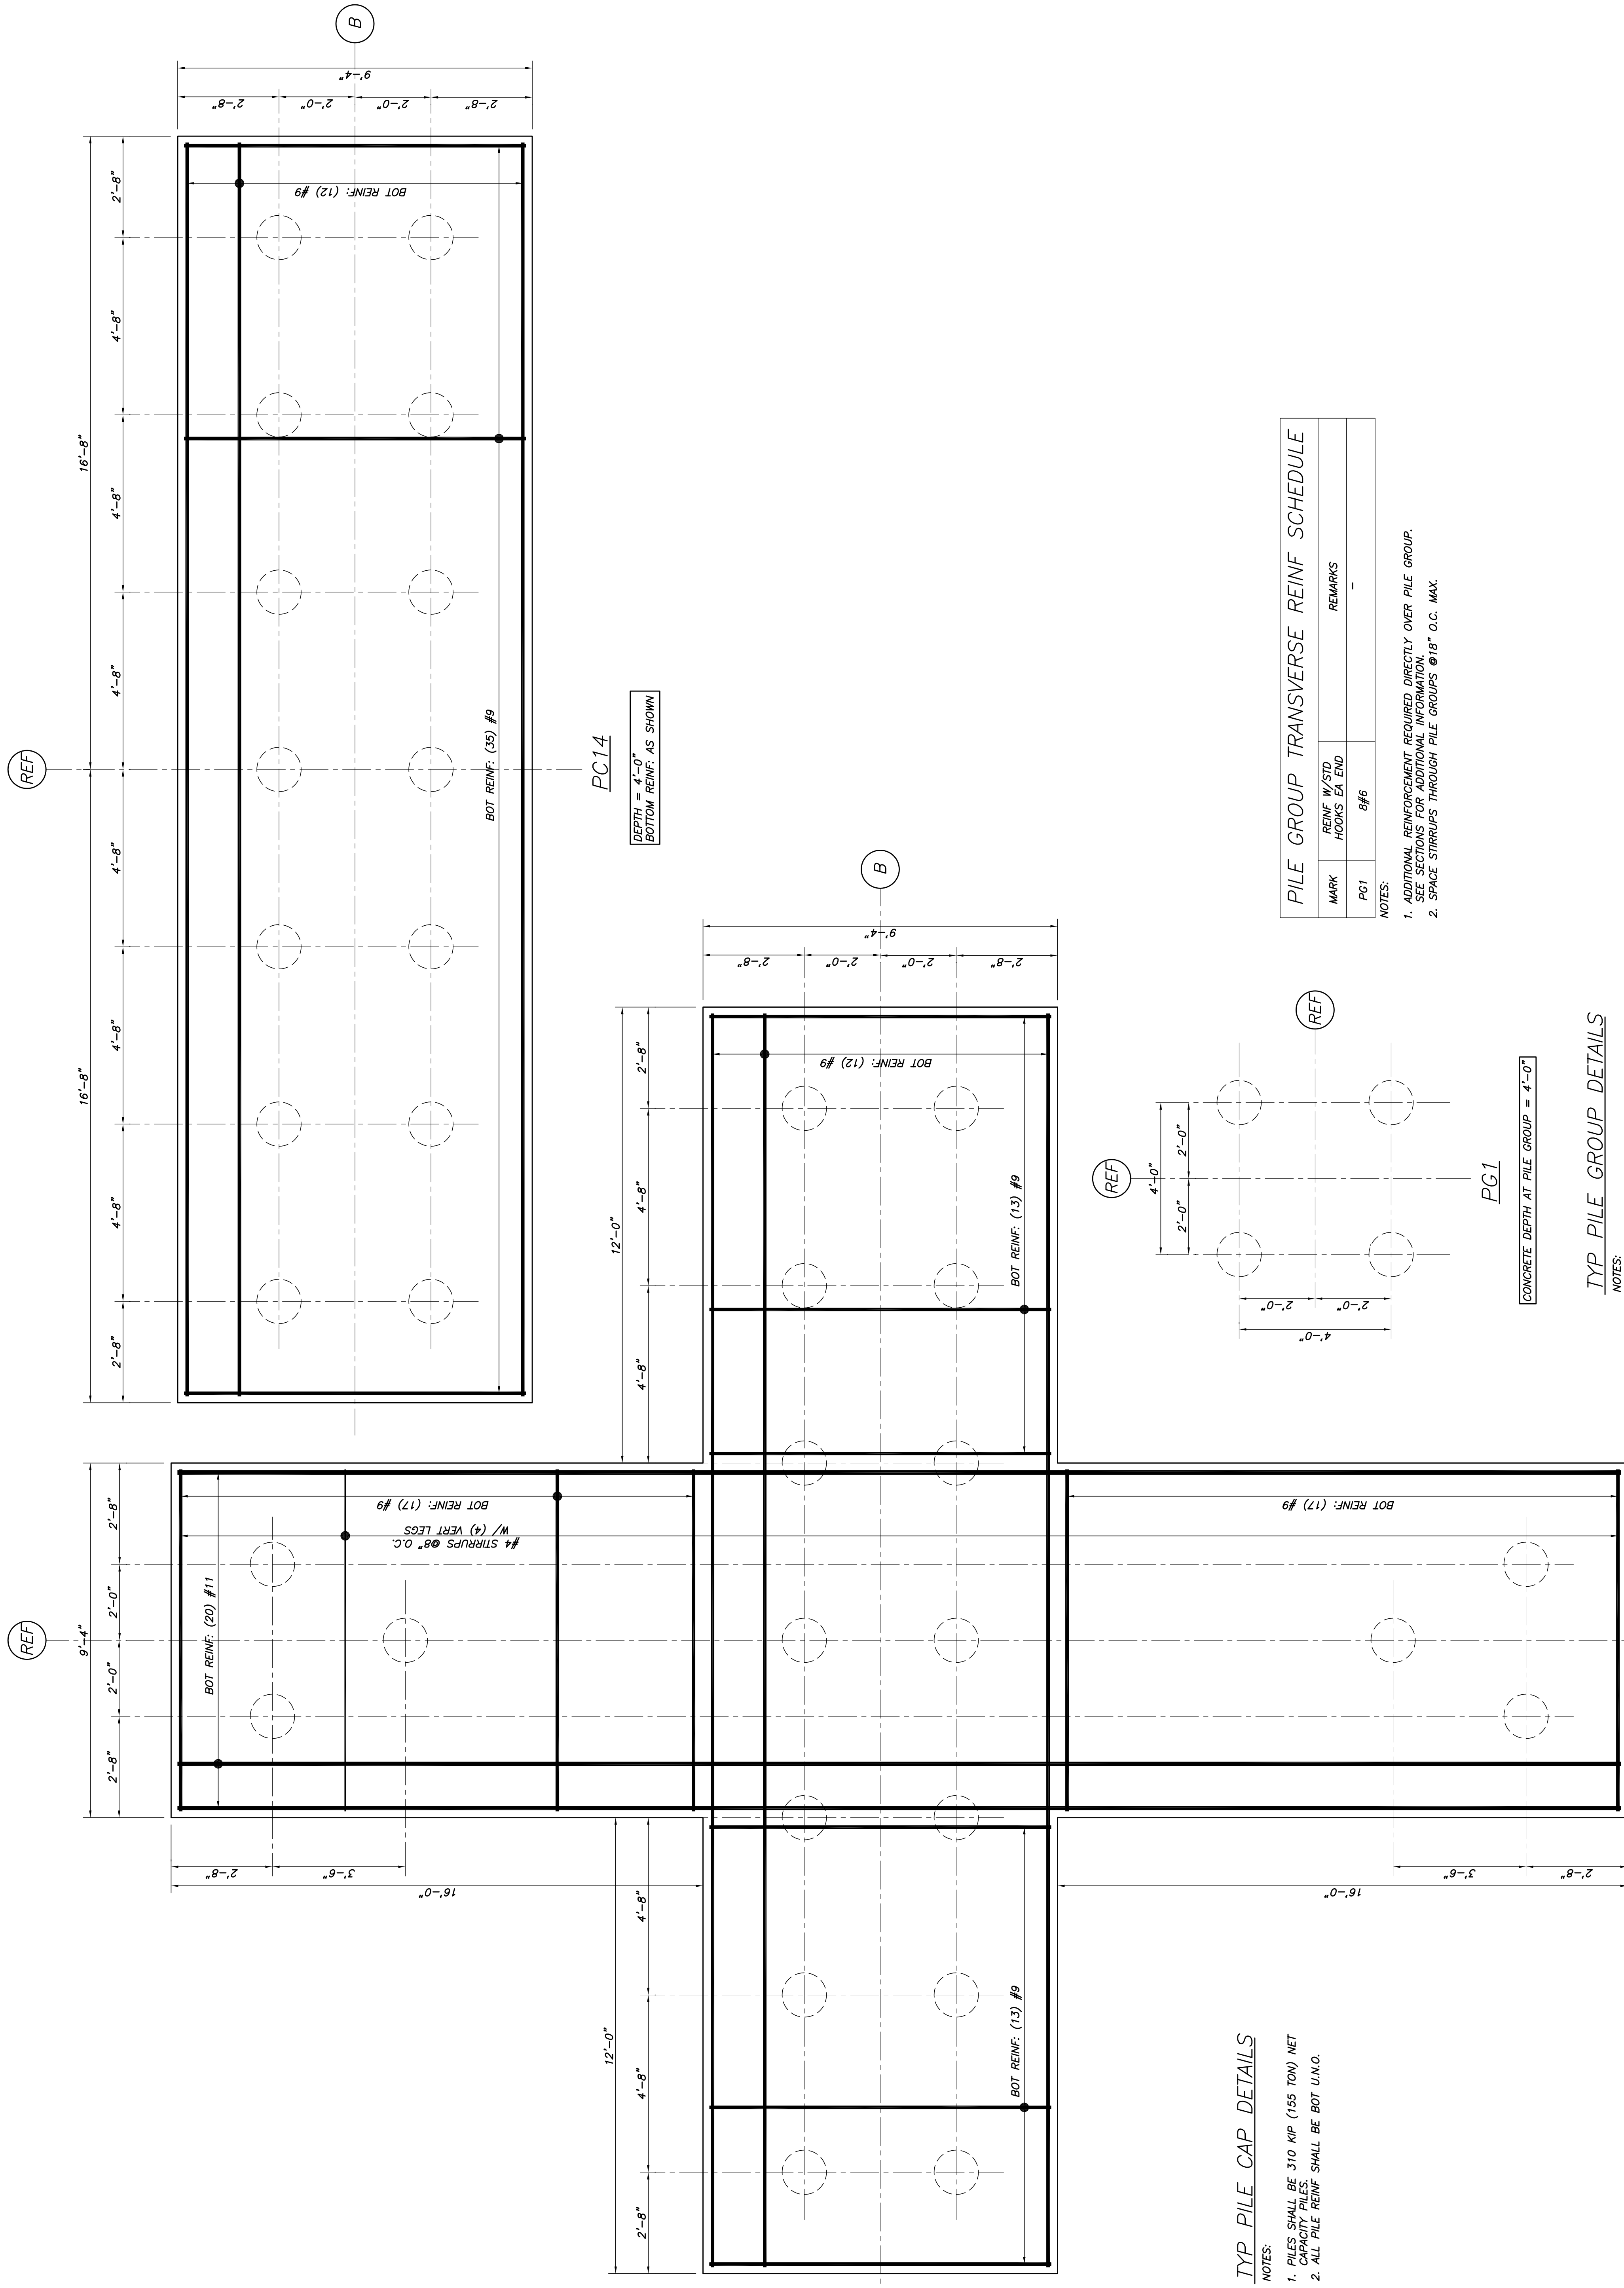 REF
16'-8"
16'-8"
2'-8"
4'-8"
4'-8"
4'-8"
4'-8"
4'-8"
4'-8"
2'-8"
B
9'-4"
2'-8"
2'-0"
2'-0"
2'-8"
BOT REINF: (12) #9
BOT REINF: (35) #9
PC14
DEPTH = 4'-0"
BOTTOM REINF: AS SHOWN
REF
9'-4"
2'-8"
2'-0"
2'-0"
2'-8"
BOT REINF: (20) #11
BOT REINF: (17) #9
#4 STIRRUPS @8" O.C.
W/ (4) VERT LEGS
2'-8"
3'-6"
16'-0"
12'-0"
2'-8"
4'-8"
4'-8"
12'-0"
4'-8"
4'-8"
2'-8"
B
9'-4"
2'-8"
2'-0"
2'-0"
2'-8"
BOT REINF: (12) #9
BOT REINF: (13) #9
BOT REINF: (13) #9
BOT REINF: (17) #9
16'-0"
3'-6"
2'-8"
TYP PILE CAP DETAILS
NOTES:
1. PILES SHALL BE 310 KIP (155 TON) NET
CAPACITY PILES.
2. ALL PILE REINF SHALL BE BOT U.N.O.
REF
4'-0"
2'-0"
2'-0"
REF
2'-0"
2'-0"
4'-0"
PG1
CONCRETE DEPTH AT PILE GROUP = 4'-0"
TYP PILE GROUP DETAILS
NOTES:
PILE GROUP TRANSVERSE REINF SCHEDULE
MARK
REINF W/STD
HOOKS EA END
REMARKS
PG1
8#6
-
NOTES:
1. ADDITIONAL REINFORCEMENT REQUIRED DIRECTLY OVER PILE GROUP.
SEE SECTIONS FOR ADDITIONAL INFORMATION.
2. SPACE STIRRUPS THROUGH PILE GROUPS @18" O.C. MAX.